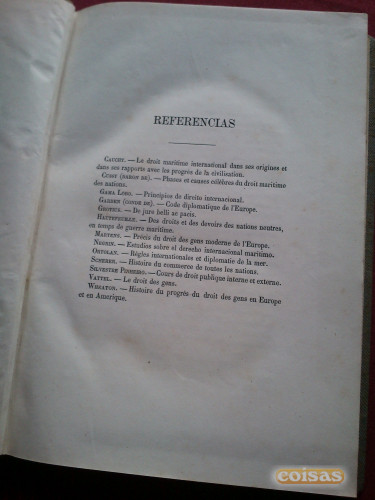 REFERENCIAS
CAUCHY. — Le droit maritime international dans ses origines et
dans ses rapports avec les progrès de la civilisation.
CUSSY (BARON DE). — Phases et causes célèbres du droit maritime
des nations.
GAMA LOBO. — Principios de direito internacional.
GARDEN (CONDE DE). — Code diplomatique de l'Europe.
GROTIUS. — De jure belli ac pacis.
HAUTEFEUILLE. — Des droits et des devoirs des nations neutres,
en temps de guerre maritime.
MARTENS. — Précis du droit des gens moderne de l'Europe.
NEGRIN. — Estudios sobre el derecho internacional maritimo.
ORTOLAN. — Règles internationales et diplomatie de la mer.
SCHERER. — Histoire du commerce de toutes les nations.
SILVESTRE PINHEIRO. — Cours de droit publique interne et externo.
VATTEL. — Le droit des gens.
WHEATON. — Histoire du progrès du droit des gens en Europe
et en Amerique.
coisas